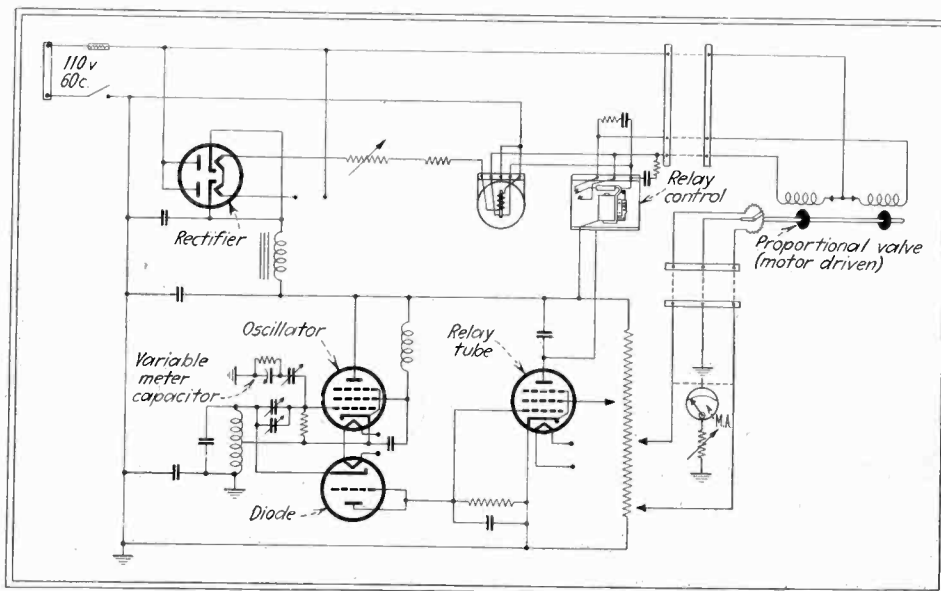 110 v
60c.
Rectifier
Relay
control
Proportional valve
(motor driven)
Oscillator
Relay
tube
Variable
meter
capacitor
A
M.A.
Diode